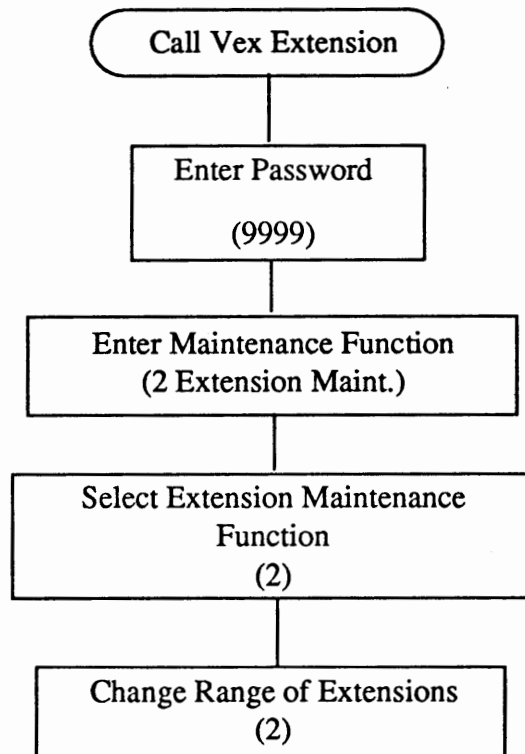 Call Vex Extension
Enter Password
(9999)
Enter Maintenance Function
(2 Extension Maint.)
Select Extension Maintenance
Function
(2)
Change Range of Extensions
(2)